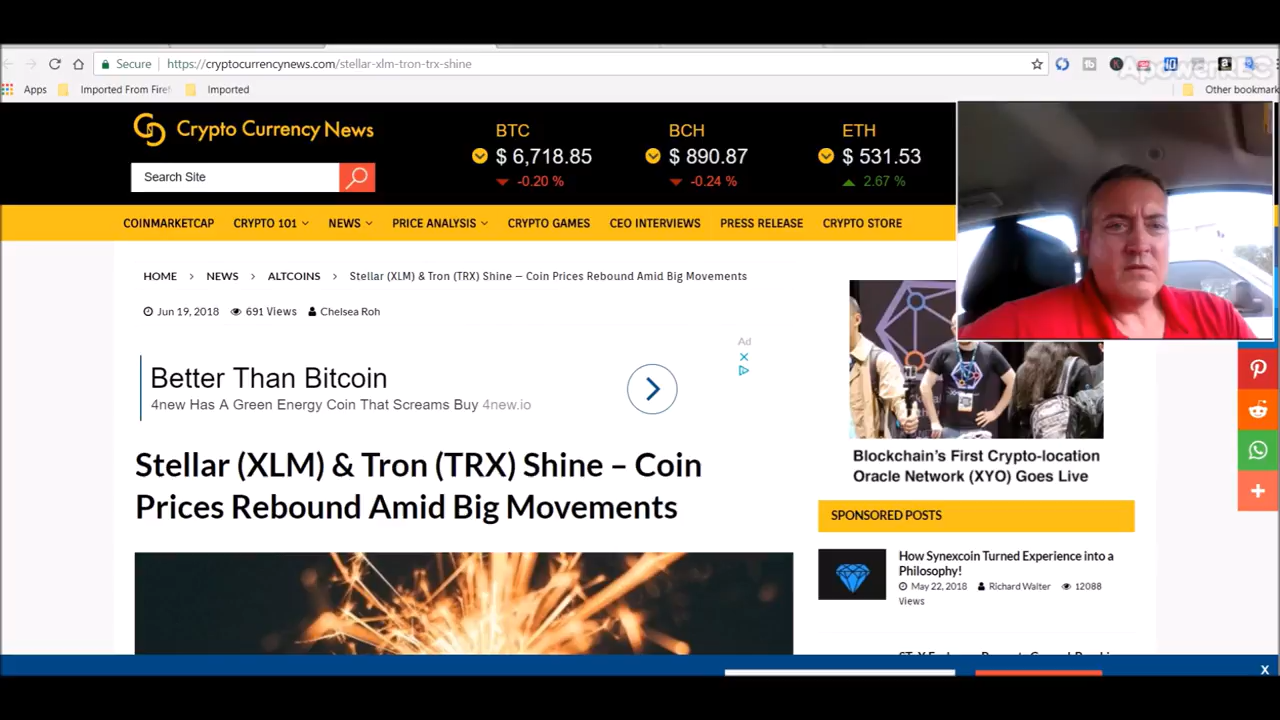 Secure
https://cryptocurrencynews.com/stellar-xlm-tron-trx-shine
ApowerREC
Apps
Imported From Firef
Imported
Other bookmark
Crypto Currency News
BTC
$ 6,718.85
-0.20 %
BCH
$ 890.87
-0.24 %
ETH
$ 531.53
2.67 %
Search Site
COINMARKETCAP
CRYPTO 101
NEWS
PRICE ANALYSIS
CRYPTO GAMES
CEO INTERVIEWS
PRESS RELEASE
CRYPTO STORE
HOME > NEWS > ALTCOINS > Stellar (XLM) & Tron (TRX) Shine – Coin Prices Rebound Amid Big Movements
Jun 19, 2018 691 Views Chelsea Roh
Ad
Better Than Bitcoin
4new Has A Green Energy Coin That Screams Buy 4new.io
Stellar (XLM) & Tron (TRX) Shine – Coin
Prices Rebound Amid Big Movements
Blockchain's First Crypto-location
Oracle Network (XYO) Goes Live
SPONSORED POSTS
How Synexcoin Turned Experience into a
Philosophy!
May 22, 2018 Richard Walter 12088
Views
X